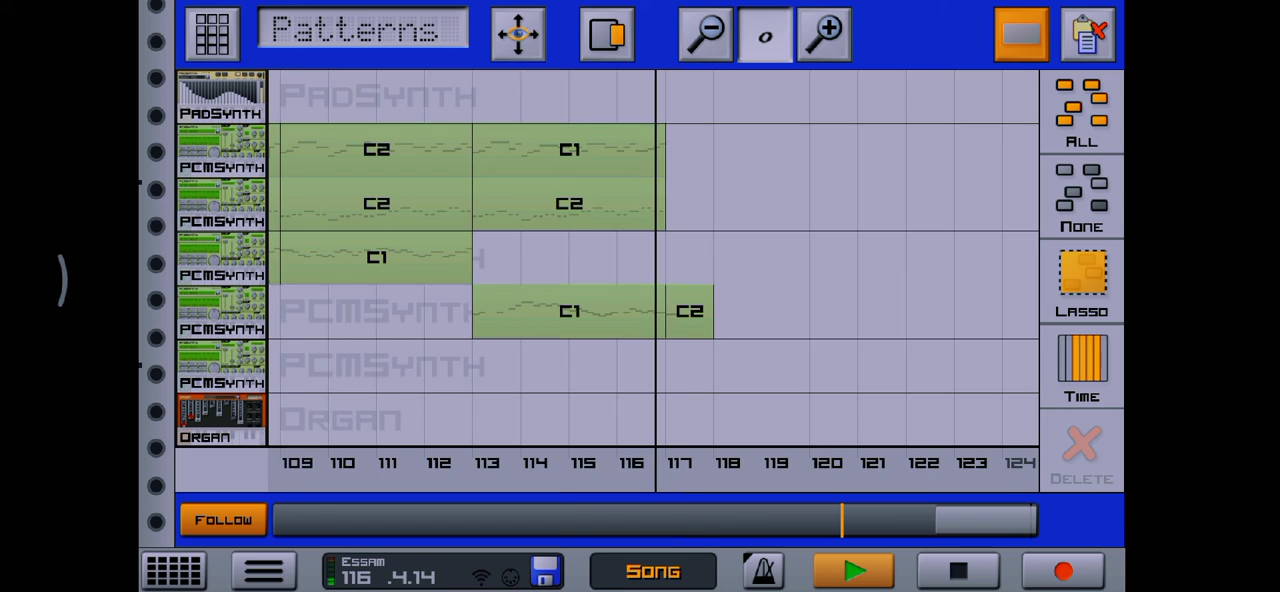 Patterns
PadSynth
PadSynth
PCMSynth
C2
C1
PCMSynth
C2
C2
PCMSynth
C1
PCMSynth
PCMSynth
C1
C2
PCMSynth
PCMSynth
Organ
Organ
109 110 111 112 113 114 115 116 117 118 119 120 121 122 123 124
All
None
Lasso
Time
Delete
Follow
Essam
116 .4.14
Song